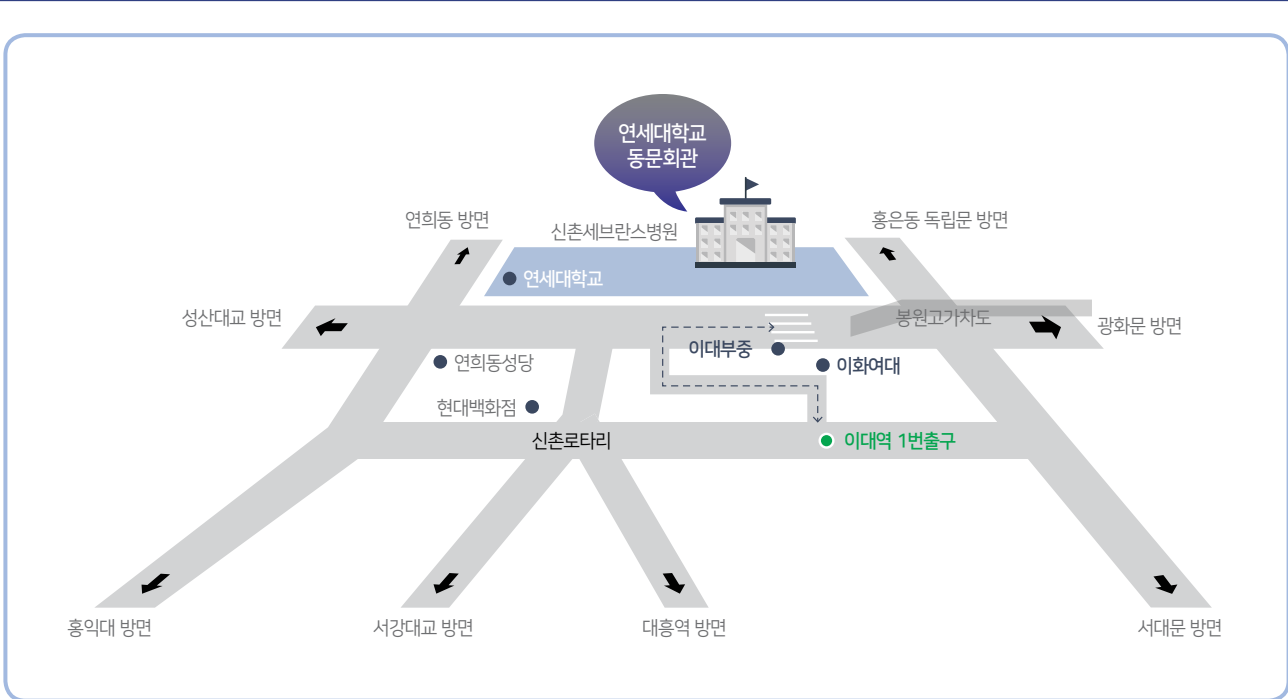 연세대학교
동문회관
연희동 방면
신촌세브란스병원
홍은동 독립문 방면
연세대학교
성산대교 방면
봉원고가차도
광화문 방면
이대부중
연희동성당
이화여대
현대백화점
신촌로타리
이대역 1번출구
홍익대 방면
서강대교 방면
대흥역 방면
서대문 방면